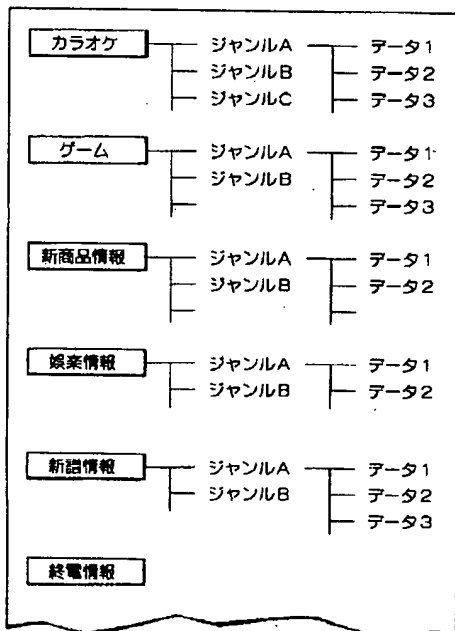 カラオケ ジャンルA データ1
ジャンルB データ2
ジャンルC データ3
ゲーム ジャンルA データ1
ジャンルB データ2
データ3
新商品情報 ジャンルA データ1
ジャンルB データ2
娯楽情報 ジャンルA データ1
ジャンルB データ2
新譜情報 ジャンルA データ1
ジャンルB データ2
データ3
終電情報